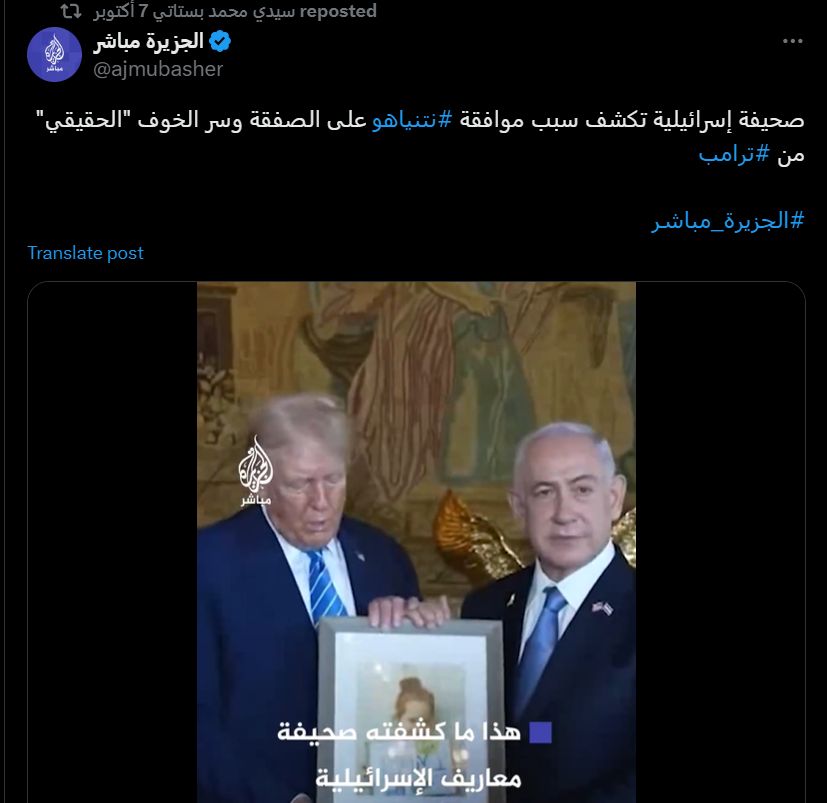 سيدي محمد بستاتي 7 أكتوبر reposted
الجزيرة مباشر
@ajmubasher
صحيفة إسرائيلية تكشف سبب موافقة #نتنياهو على الصفقة وسر الخوف "الحقيقي"
من #ترامب
#الجزيرة_مباشر
Translate post
الجزيرة
مباشر
هذا ما كشفته صحيفة
معاريف الإسرائيلية